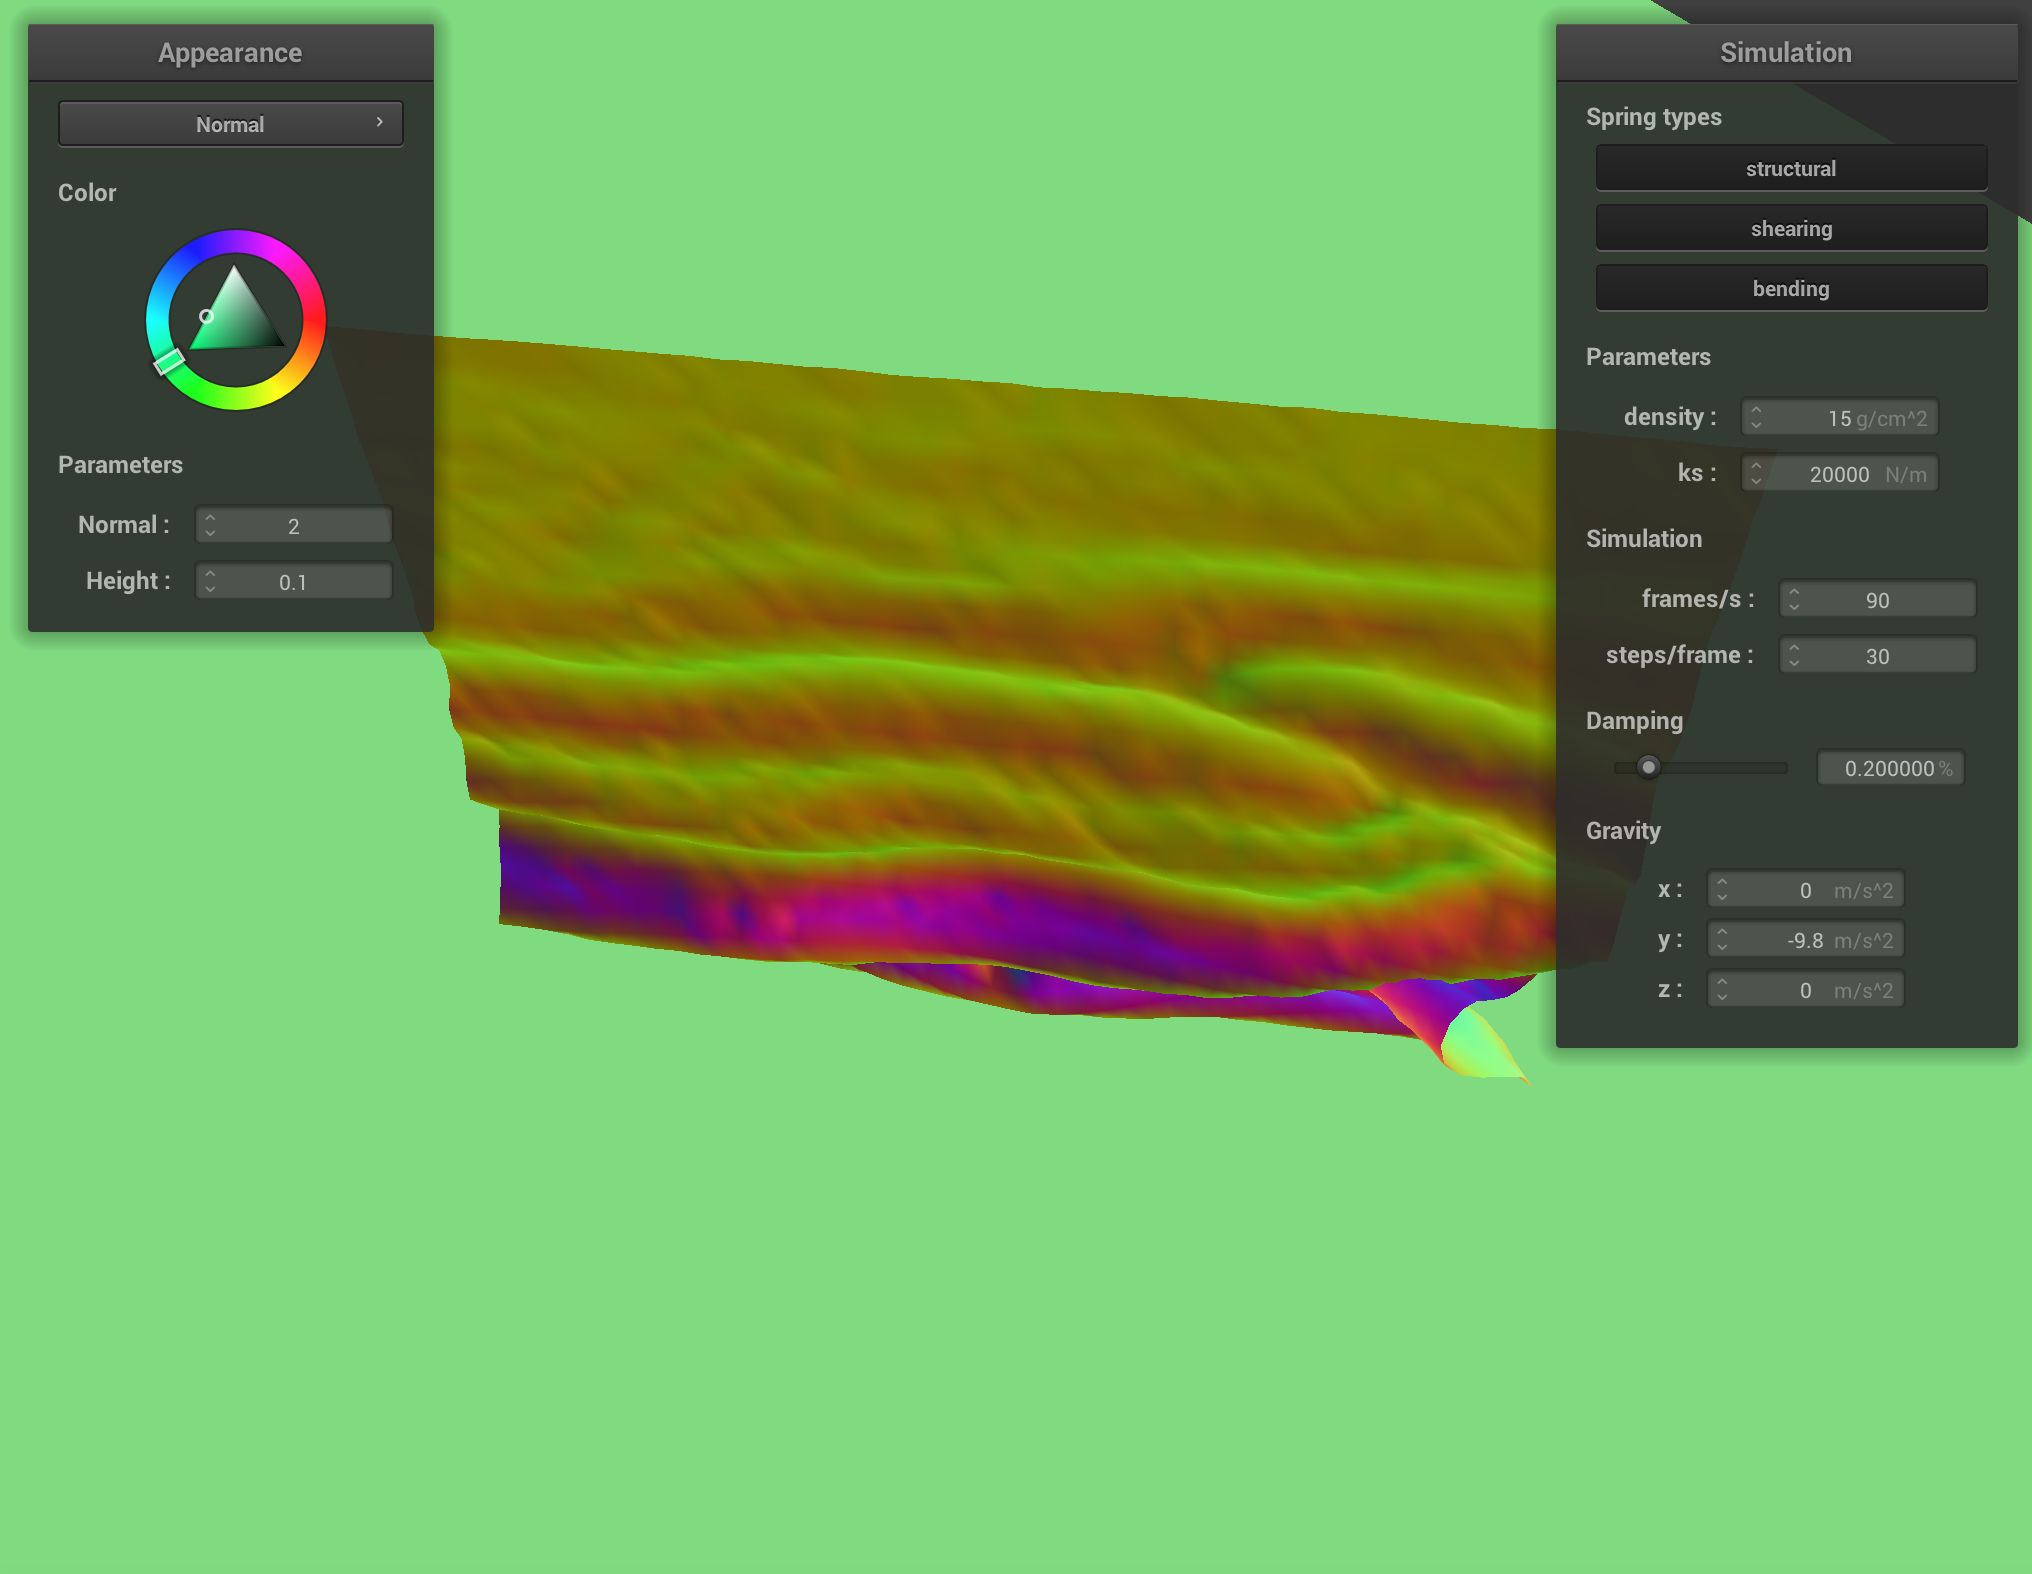 Appearance
Normal
Color
Parameters
Normal : 2
Height : 0.1
Simulation
Spring types
structural
shearing
bending
Parameters
density : 15 g/cm^2
ks : 20000 N/m
Simulation
frames/s : 90
steps/frame : 30
Damping
0.200000 %
Gravity
x : 0 m/s^2
y : -9.8 m/s^2
z : 0 m/s^2